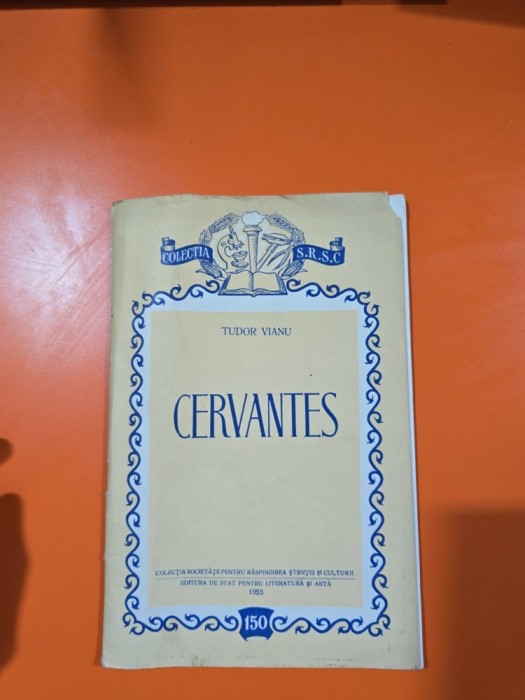 COLECȚIA S.R.S.C
TUDOR VIANU
CERVANTES
COLECȚIA SOCIETĂȚII PENTRU RĂSPÎNDIREA ȘTIINȚEI ȘI CULTURII
EDITURA DE STAT PENTRU LITERATURĂ ȘI ARTĂ
1955
150